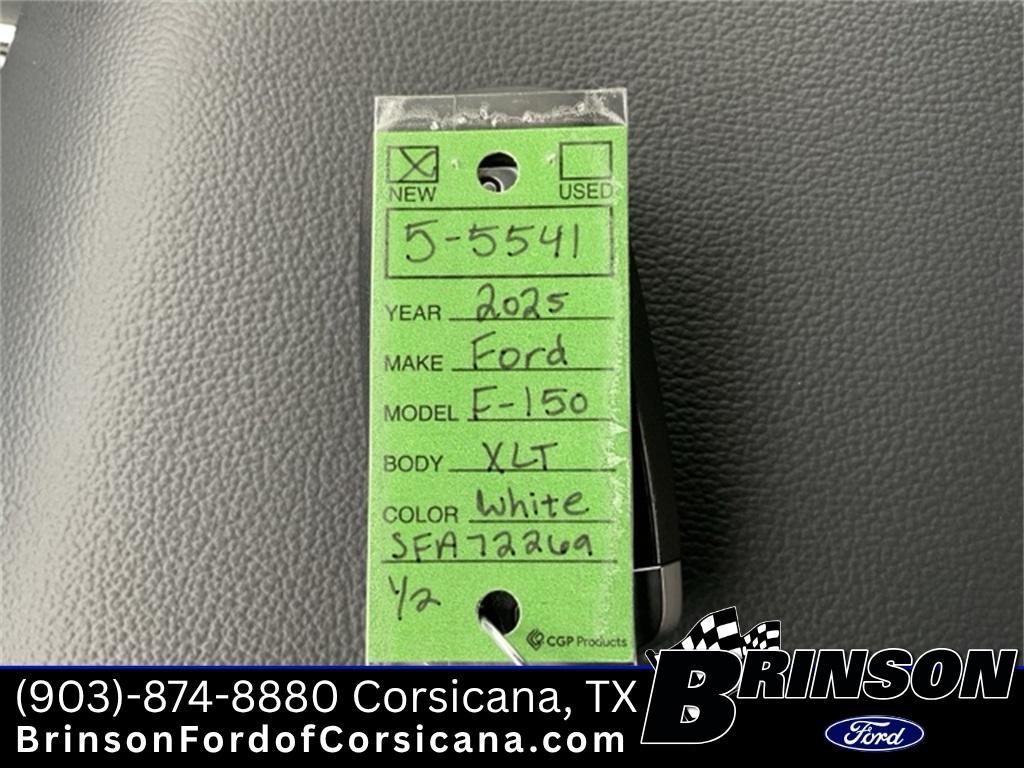 NEW USED
5-5541
YEAR 2025
MAKE Ford
MODEL F-150
BODY XLT
COLOR White
SFA72269
1/2
CGP Products
(903)-874-8880 Corsicana, TX
BrinsonFordofCorsicana.com
BRINSON
Ford